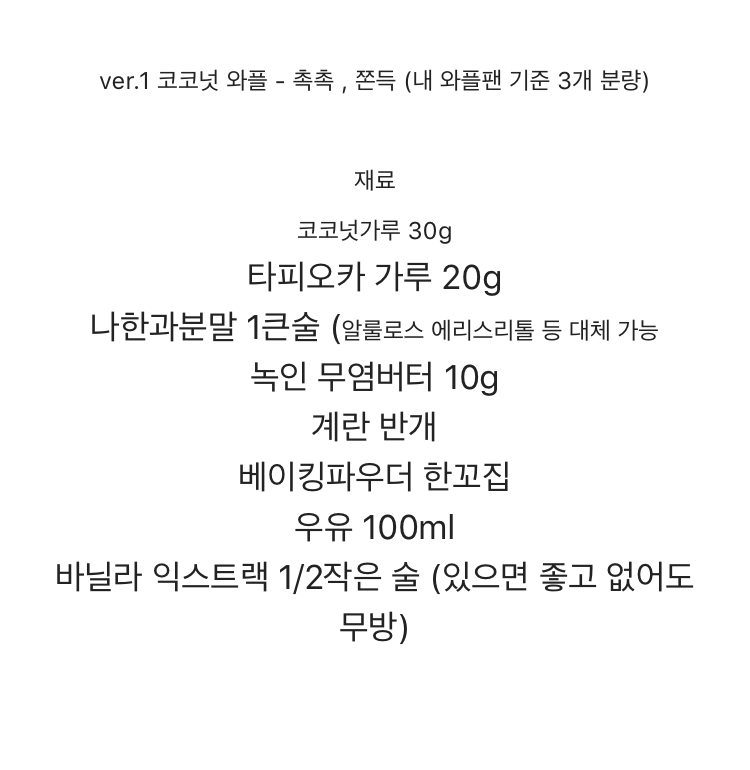 ver.1 코코넛 와플 - 촉촉 , 쫀득 (내 와플팬 기준 3개 분량)
재료
코코넛가루 30g
타피오카 가루 20g
나한과분말 1큰술 (알룰로스 에리스리톨 등 대체 가능
녹인 무염버터 10g
계란 반개
베이킹파우더 한꼬집
우유 100ml
바닐라 익스트랙 1/2작은 술 (있으면 좋고 없어도
무방)